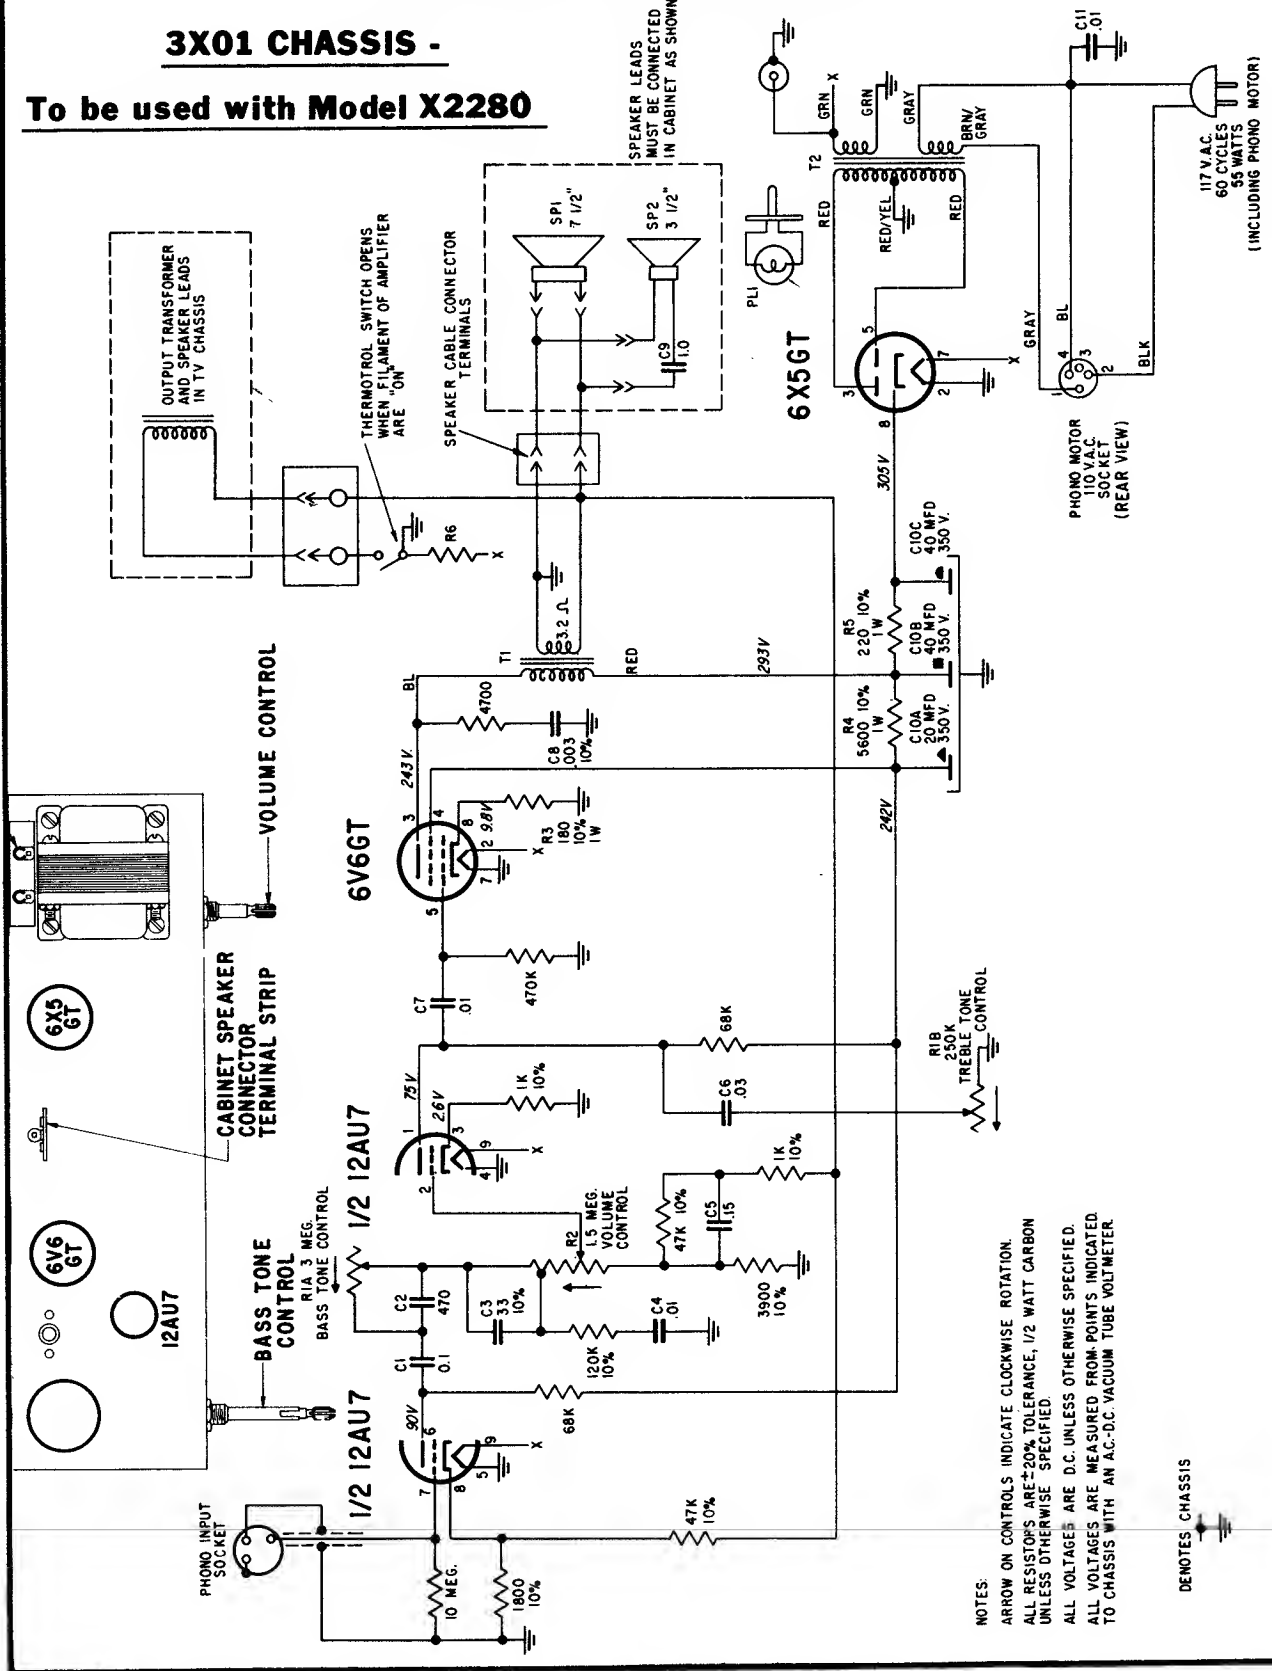 3X01 CHASSIS -
To be used with Model X2280
OUTPUT TRANSFORMER
AND SPEAKER LEADS
IN TV CHASSIS
THERMOTROL SWITCH OPENS
WHEN FILAMENT OF AMPLIFIER
ARE "ON"
SPEAKER CABLE CONNECTOR
TERMINALS
SPEAKER LEADS
MUST BE CONNECTED
IN CABINET AS SHOWN
SP1
7 1/2"
SP2
3 1/2"
C9
1.0
R6
X
T1
3.2 Ω
BL
RED
293V
PL1
T2
GRN
X
GRN
GRAY
BRN/
GRAY
RED
RED/YEL
RED
C11
.01
117 V.A.C.
60 CYCLES
55 WATTS
(INCLUDING PHONO MOTOR)
6X5GT
3
5
8
2
7
X
305V
GRAY
BL
BLK
1
4
3
2
PHONO MOTOR
110 V.A.C.
SOCKET
(REAR VIEW)
R5
220 10%
1W
R4
5600 10%
1W
C10C
40 MFD
350 V.
C10B
40 MFD
350 V.
C10A
20 MFD
350 V.
242V
VOLUME CONTROL
6X5
GT
CABINET SPEAKER
CONNECTOR
TERMINAL STRIP
6V6
GT
12AU7
BASS TONE
CONTROL
6V6GT
243V.
3
4
8
9.8V
2
7
5
X
4700
C8
.003
10%
R3
180
10%
1W
470K
C7
.01
1/2 12AU7
75V
1
2.6V
3
9
4
2
X
1K
10%
68K
C6
.03
R1B
250K
TREBLE TONE
CONTROL
R1A 3 MEG.
BASS TONE CONTROL
R2
1.5 MEG.
VOLUME
CONTROL
47K 10%
C5
.15
1K
10%
3900
10%
C2
470
C3
33
10%
C4
.01
120K
10%
C1
0.1
1/2 12AU7
90V
6
7
8
9
5
X
68K
47K
10%
PHONO INPUT
SOCKET
10 MEG.
1800
10%
NOTES:
ARROW ON CONTROLS INDICATE CLOCKWISE ROTATION.
ALL RESISTORS ARE ±20% TOLERANCE, 1/2 WATT CARBON
UNLESS OTHERWISE SPECIFIED.
ALL VOLTAGES ARE D.C. UNLESS OTHERWISE SPECIFIED.
ALL VOLTAGES ARE MEASURED FROM POINTS INDICATED
TO CHASSIS WITH AN A.C.-D.C. VACUUM TUBE VOLTMETER.
DENOTES CHASSIS